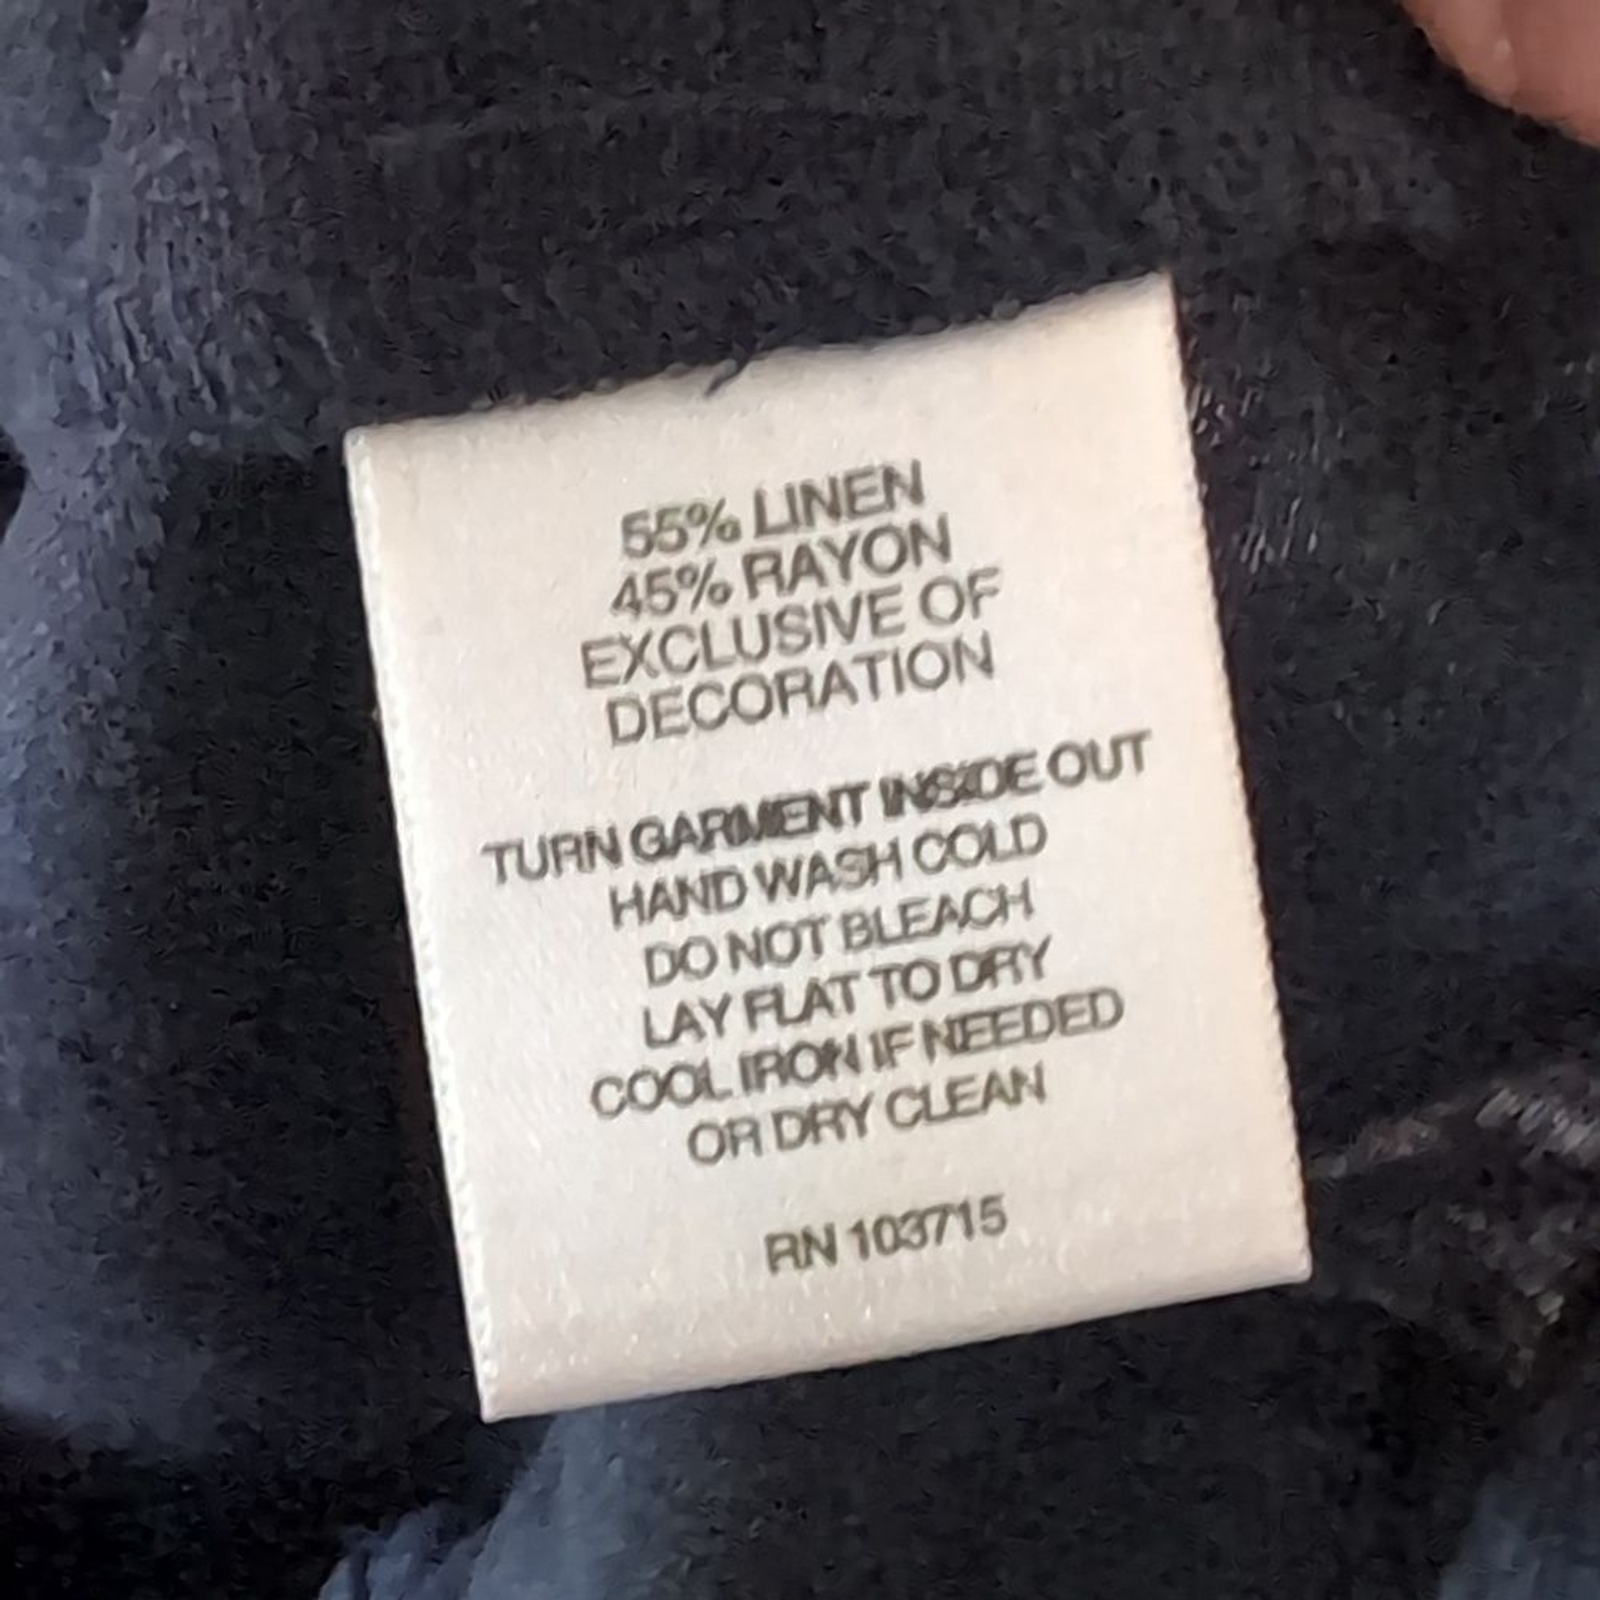 55% LINEN
45% RAYON
EXCLUSIVE OF
DECORATION
TURN GARMENT INSIDE OUT
HAND WASH COLD
DO NOT BLEACH
LAY FLAT TO DRY
COOL IRON IF NEEDED
OR DRY CLEAN
RN 103715